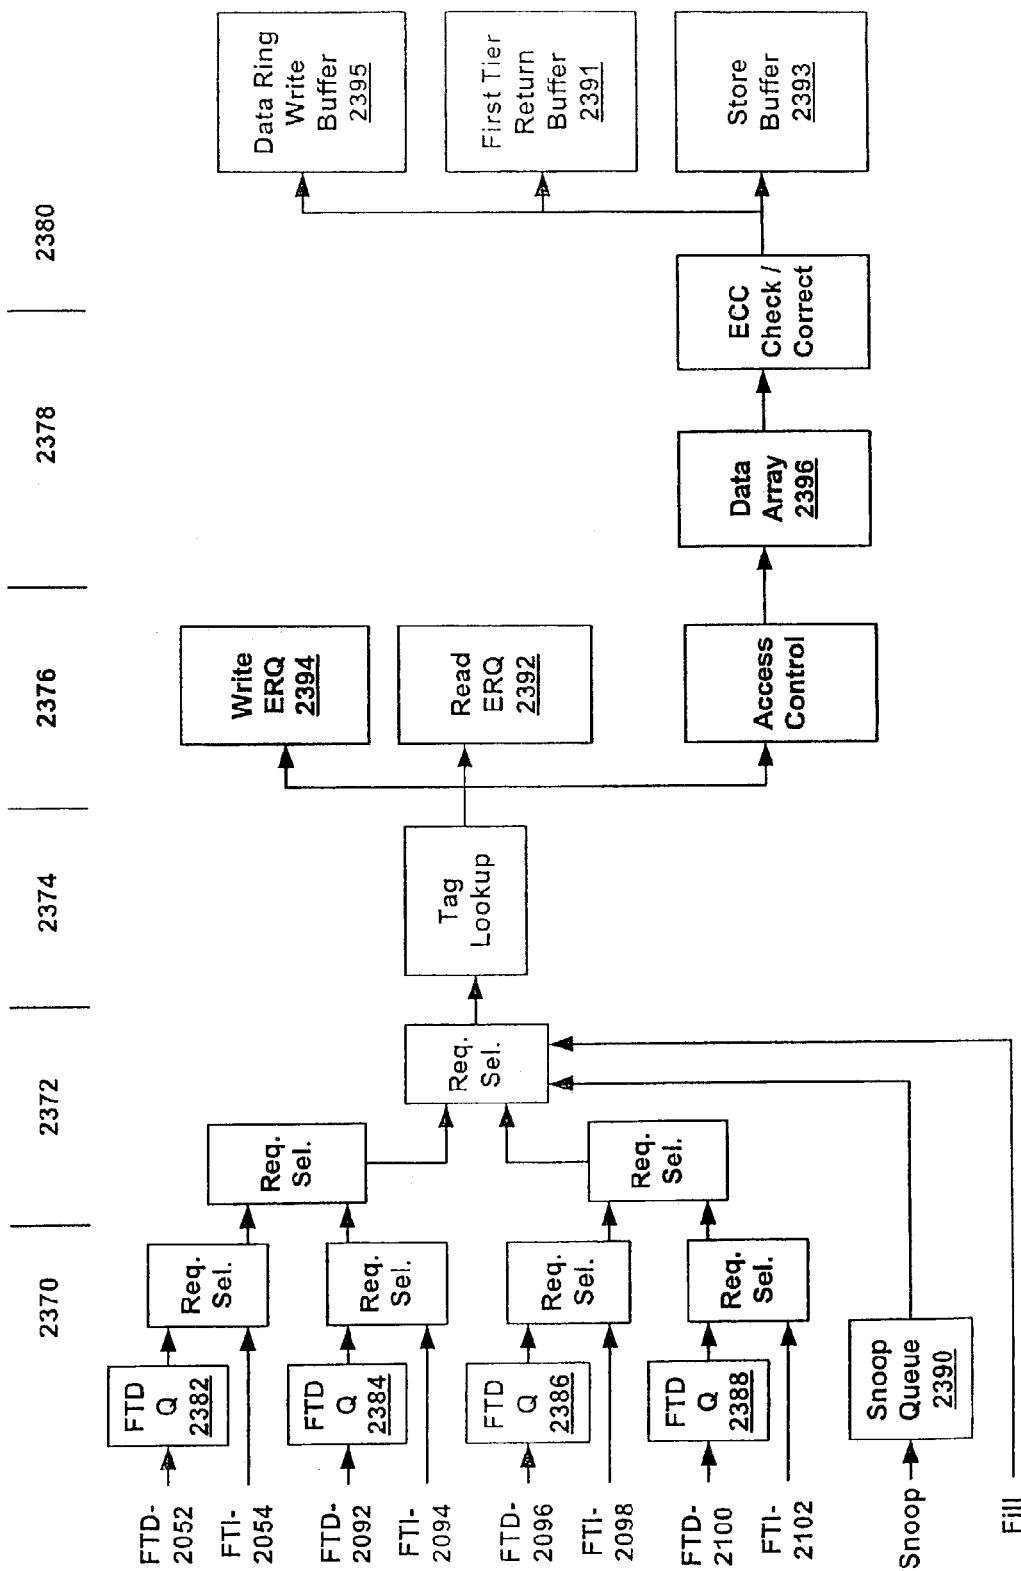 2370
2372
2374
2376
2378
2380
FTD-
2052
FTI-
2054
FTD-
2092
FTI-
2094
FTD-
2096
FTI-
2098
FTD-
2100
FTI-
2102
Snoop
Fill
FTD
Q
2382
FTD
Q
2384
FTD
Q
2386
FTD
Q
2388
Snoop
Queue
2390
Req.
Sel.
Req.
Sel.
Req.
Sel.
Req.
Sel.
Req.
Sel.
Req.
Sel.
Req.
Sel.
Tag
Lookup
Write
ERQ
2394
Read
ERQ
2392
Access
Control
Data
Array
2396
ECC
Check /
Correct
Data Ring
Write
Buffer
2395
First Tier
Return
Buffer
2391
Store
Buffer
2393